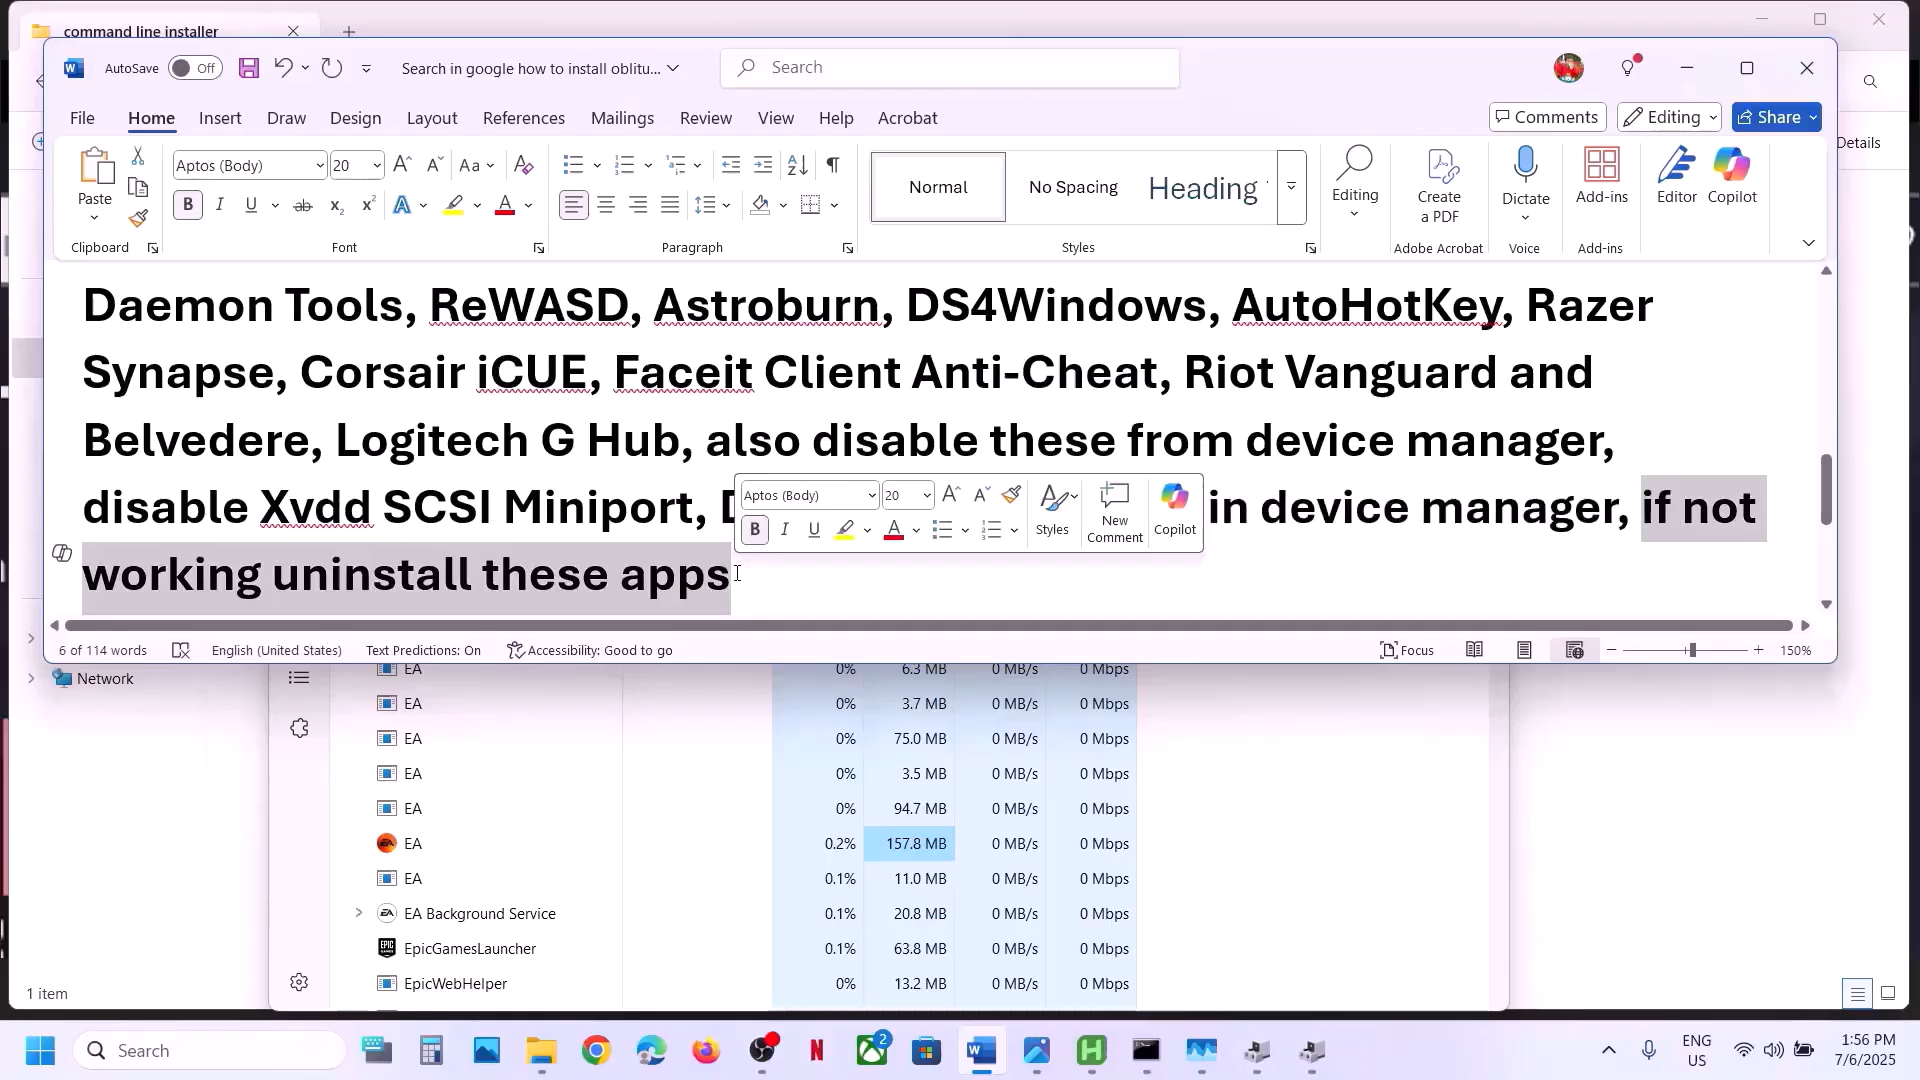 command line installer
AutoSave
Off
Search in google how to install oblitu...
Search
File
Home
Insert
Draw
Design
Layout
References
Mailings
Review
View
Help
Acrobat
Comments
Editing
Share
Details
Paste
Clipboard
Aptos (Body)
20
Font
Paragraph
Normal
No Spacing
Heading
Styles
Editing
Create a PDF
Adobe Acrobat
Dictate
Voice
Add-ins
Add-ins
Editor
Copilot
Daemon Tools, ReWASD, Astroburn, DS4Windows, AutoHotKey, Razer
Synapse, Corsair iCUE, Faceit Client Anti-Cheat, Riot Vanguard and
Belvedere, Logitech G Hub, also disable these from device manager,
disable Xvdd SCSI Miniport, in device manager, if not
working uninstall these apps
Aptos (Body)
20
Styles
New Comment
Copilot
6 of 114 words
English (United States)
Text Predictions: On
Accessibility: Good to go
Focus
150%
Network
EA 0% 6.3 MB 0 MB/s 0 Mbps
EA 0% 3.7 MB 0 MB/s 0 Mbps
EA 0% 75.0 MB 0 MB/s 0 Mbps
EA 0% 3.5 MB 0 MB/s 0 Mbps
EA 0% 94.7 MB 0 MB/s 0 Mbps
EA 0.2% 157.8 MB 0 MB/s 0 Mbps
EA 0.1% 11.0 MB 0 MB/s 0 Mbps
EA Background Service 0.1% 20.8 MB 0 MB/s 0 Mbps
EpicGamesLauncher 0.1% 63.8 MB 0 MB/s 0 Mbps
EpicWebHelper 0% 13.2 MB 0 MB/s 0 Mbps
1 item
Search
2
ENG
US
1:56 PM
7/6/2025